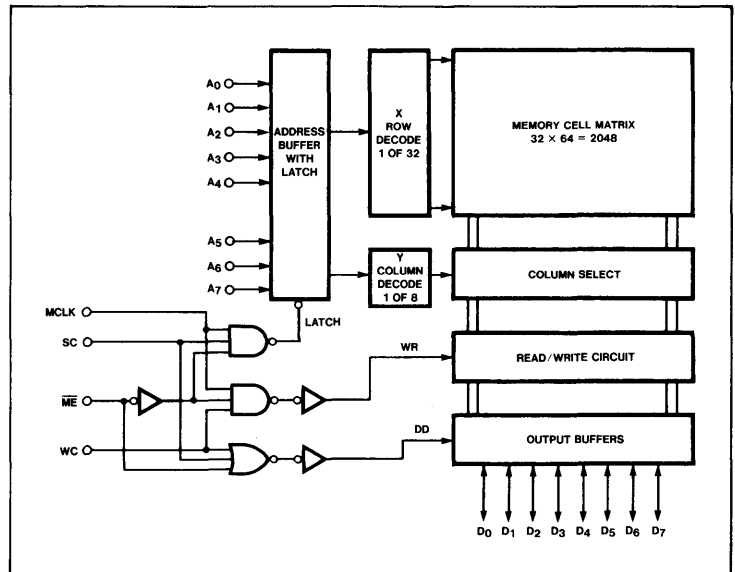 A0
A1
A2
A3
A4
A5
A6
A7
ADDRESS
BUFFER
WITH
LATCH
X
ROW
DECODE
1 OF 32
MEMORY CELL MATRIX
32 × 64 = 2048
Y
COLUMN
DECODE
1 OF 8
COLUMN SELECT
MCLK
LATCH
SC
WR
READ/WRITE CIRCUIT
ME
WC
DD
OUTPUT BUFFERS
D0 D1 D2 D3 D4 D5 D6 D7